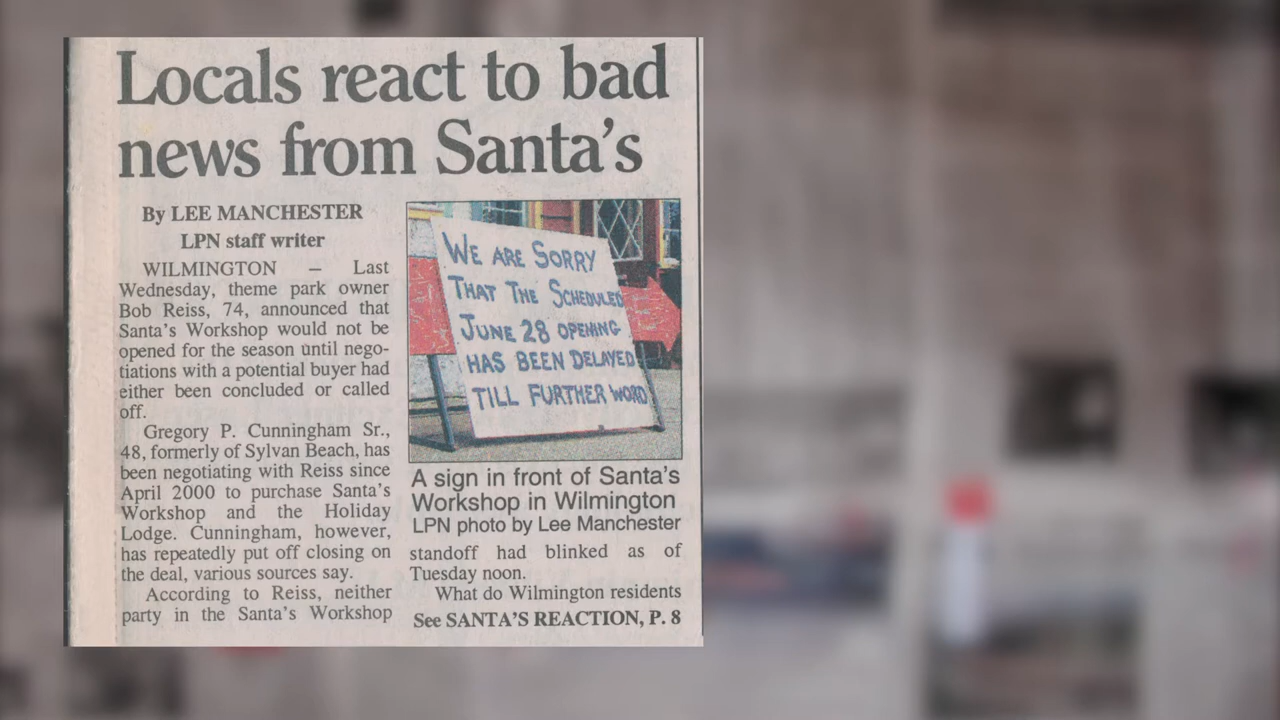 Locals react to bad
news from Santa's
By LEE MANCHESTER
LPN staff writer
WILMINGTON – Last
Wednesday, theme park owner
Bob Reiss, 74, announced that
Santa's Workshop would not be
opened for the season until nego-
tiations with a potential buyer had
either been concluded or called
off.
Gregory P. Cunningham Sr.,
48, formerly of Sylvan Beach, has
been negotiating with Reiss since
April 2000 to purchase Santa's
Workshop and the Holiday
Lodge. Cunningham, however,
has repeatedly put off closing on
the deal, various sources say.
According to Reiss, neither
party in the Santa's Workshop
WE ARE SORRY
THAT THE SCHEDULED
JUNE 28 OPENING
HAS BEEN DELAYED
TILL FURTHER WORD
A sign in front of Santa's
Workshop in Wilmington
LPN photo by Lee Manchester
standoff had blinked as of
Tuesday noon.
What do Wilmington residents
See SANTA'S REACTION, P. 8